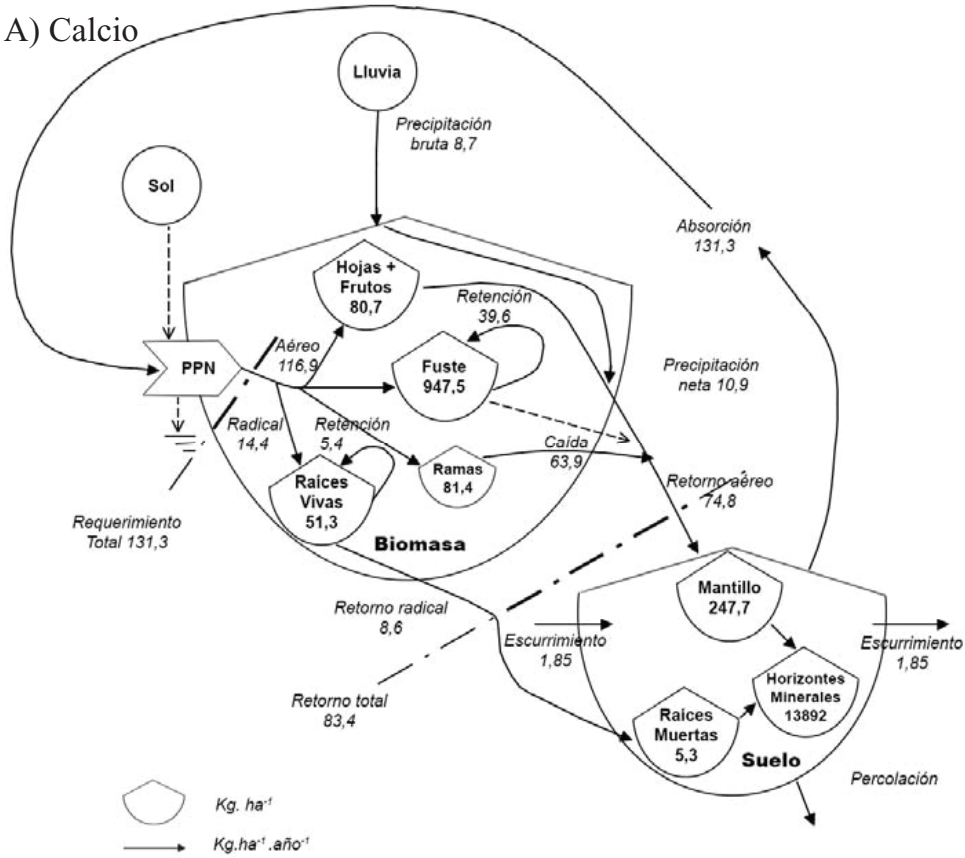 A) Calcio
Lluvia
Precipitación
bruta 8,7
Sol
Absorción
131,3
Hojas +
Frutos
80,7
Retención
39,6
Aéreo
116,9
PPN
Fuste
947,5
Precipitación
neta 10,9
Radical
14,4
Retención
5,4
Caída
63,9
Ramas
81,4
Raíces
Vivas
51,3
Retorno aéreo
74,8
Requerimiento
Total 131,3
Biomasa
Mantillo
247,7
Retorno radical
8,6
Escurrimiento
1,85
Escurrimiento
1,85
Horizontes
Minerales
13892
Retorno total
83,4
Raíces
Muertas
5,3
Suelo
Percolación
Kg. ha⁻¹
Kg.ha⁻¹.año⁻¹